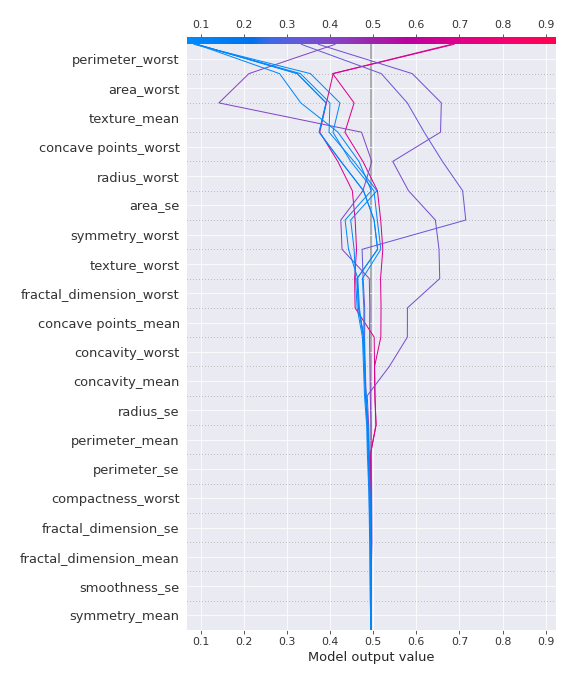 0.1 0.2 0.3 0.4 0.5 0.6 0.7 0.8 0.9
perimeter_worst
area_worst
texture_mean
concave points_worst
radius_worst
area_se
symmetry_worst
texture_worst
fractal_dimension_worst
concave points_mean
concavity_worst
concavity_mean
radius_se
perimeter_mean
perimeter_se
compactness_worst
fractal_dimension_se
fractal_dimension_mean
smoothness_se
symmetry_mean
0.1 0.2 0.3 0.4 0.5 0.6 0.7 0.8 0.9
Model output value